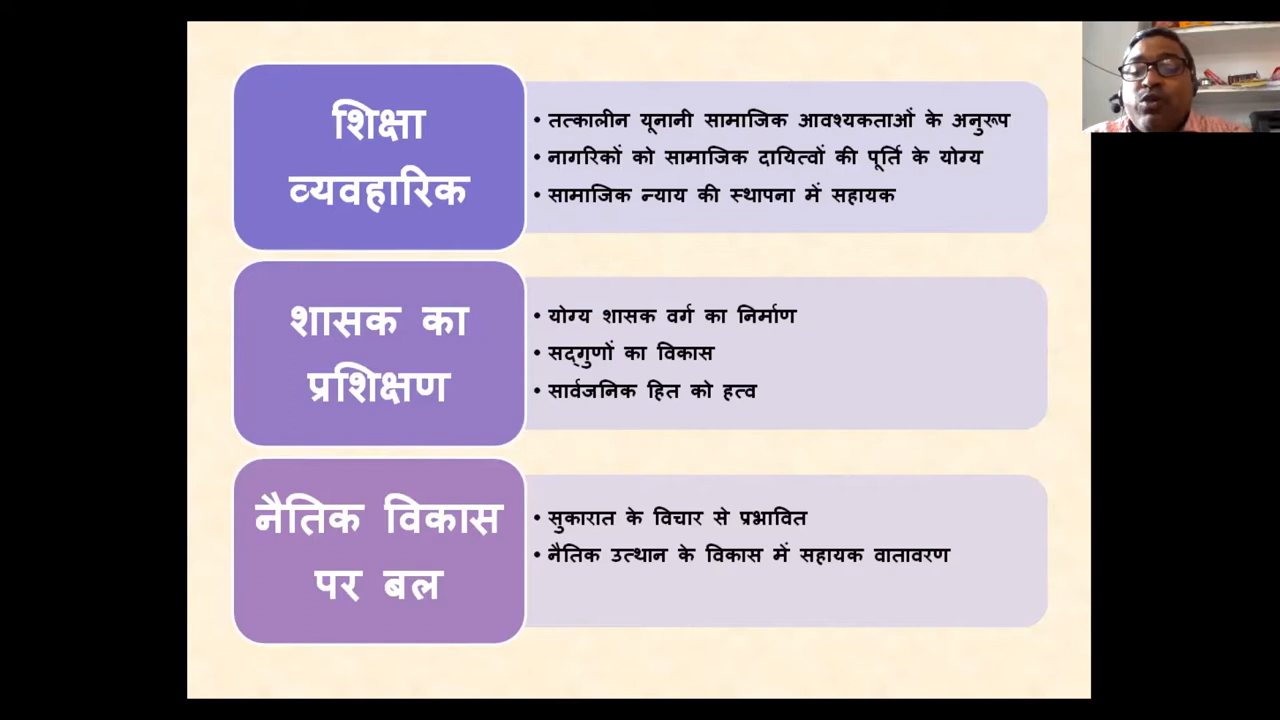 शिक्षा
व्यवहारिक
• तत्कालीन यूनानी सामाजिक आवश्यकताओं के अनुरूप
• नागरिकों को सामाजिक दायित्वों की पूर्ति के योग्य
• सामाजिक न्याय की स्थापना में सहायक
शासक का
प्रशिक्षण
• योग्य शासक वर्ग का निर्माण
• सद्गुणों का विकास
• सार्वजनिक हित को हत्व
नैतिक विकास
पर बल
• सुकारात के विचार से प्रभावित
• नैतिक उत्थान के विकास में सहायक वातावरण